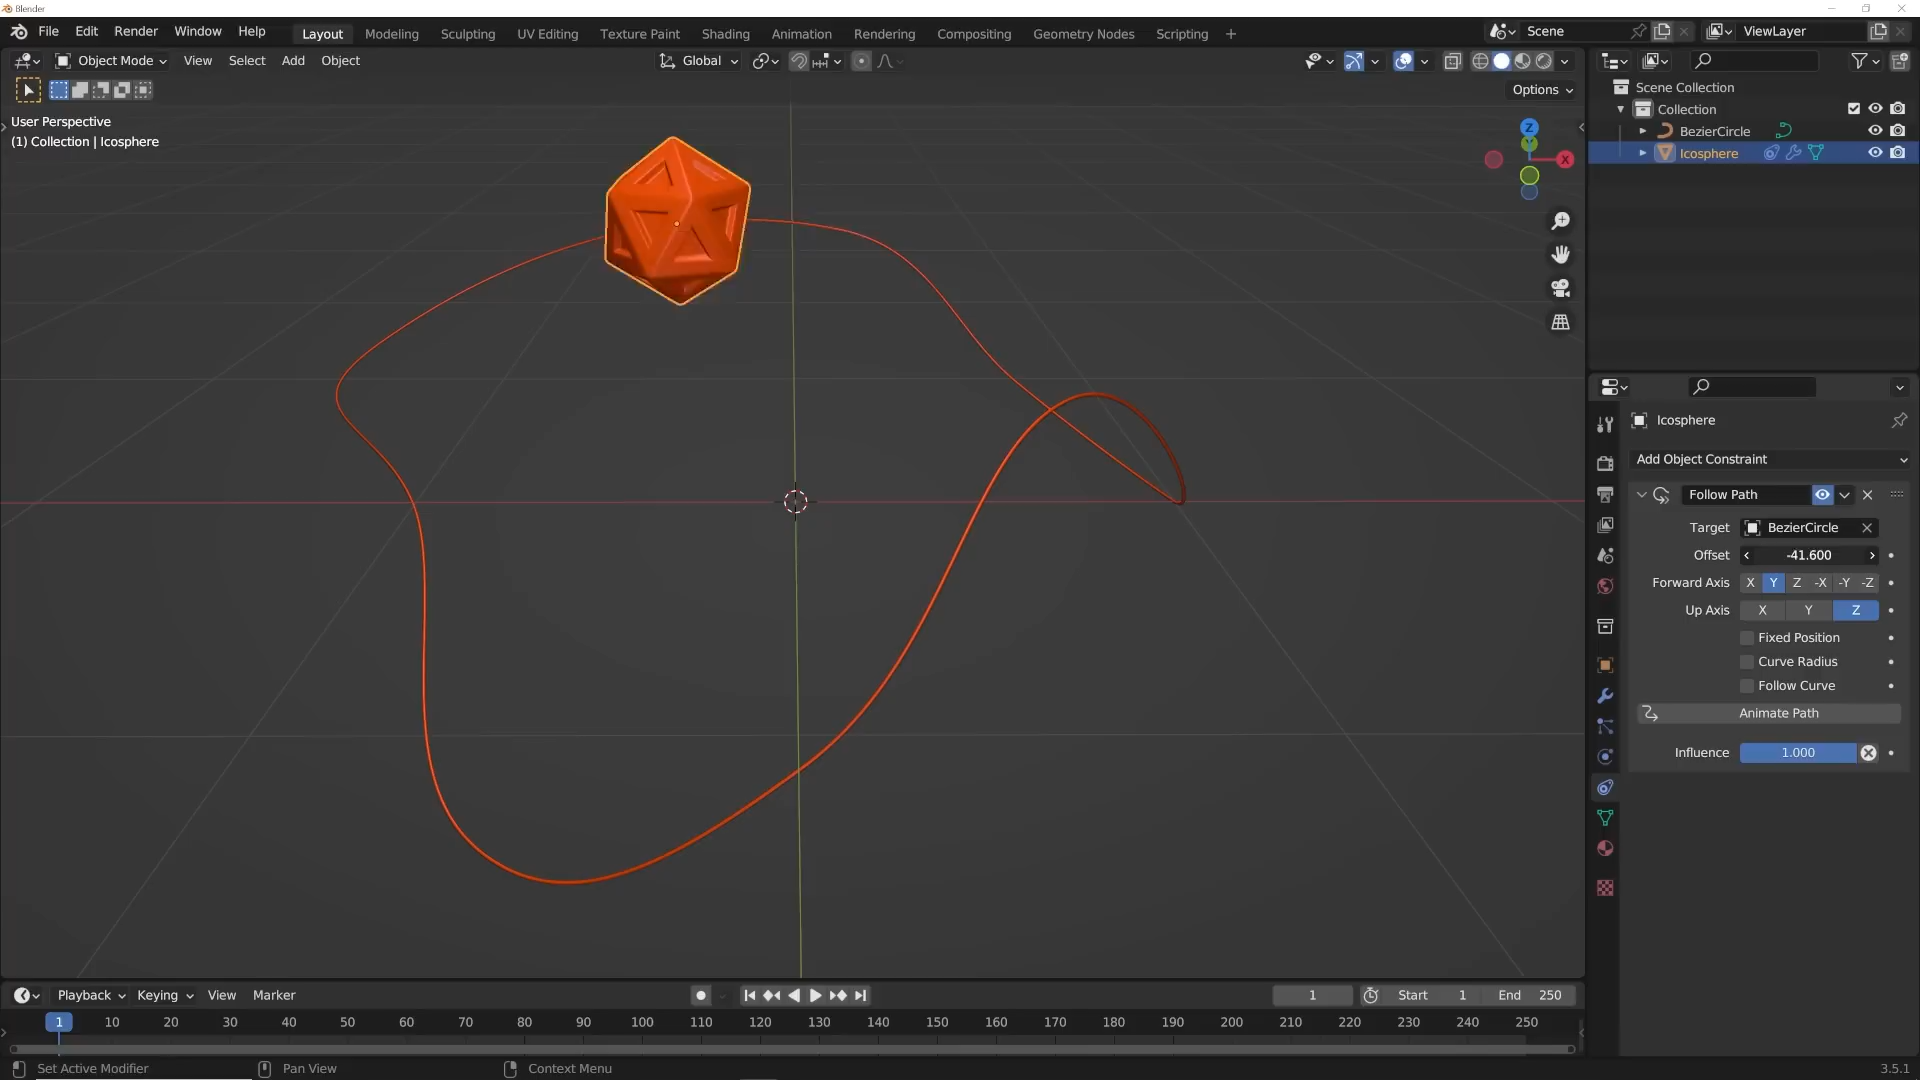 Blender
File Edit Render Window Help Layout Modeling Sculpting UV Editing Texture Paint Shading Animation Rendering Compositing Geometry Nodes Scripting + Scene ViewLayer
Object Mode View Select Add Object Global
Options
User Perspective
(1) Collection | Icosphere
Z
X
Scene Collection
Collection
BezierCircle
Icosphere
Icosphere
Add Object Constraint
Follow Path
Target BezierCircle
Offset -41.600
Forward Axis X Y Z -X -Y -Z
Up Axis X Y Z
Fixed Position
Curve Radius
Follow Curve
Animate Path
Influence 1.000
Playback Keying View Marker 1 Start 1 End 250
1 10 20 30 40 50 60 70 80 90 100 110 120 130 140 150 160 170 180 190 200 210 220 230 240 250
Set Active Modifier Pan View Context Menu 3.5.1